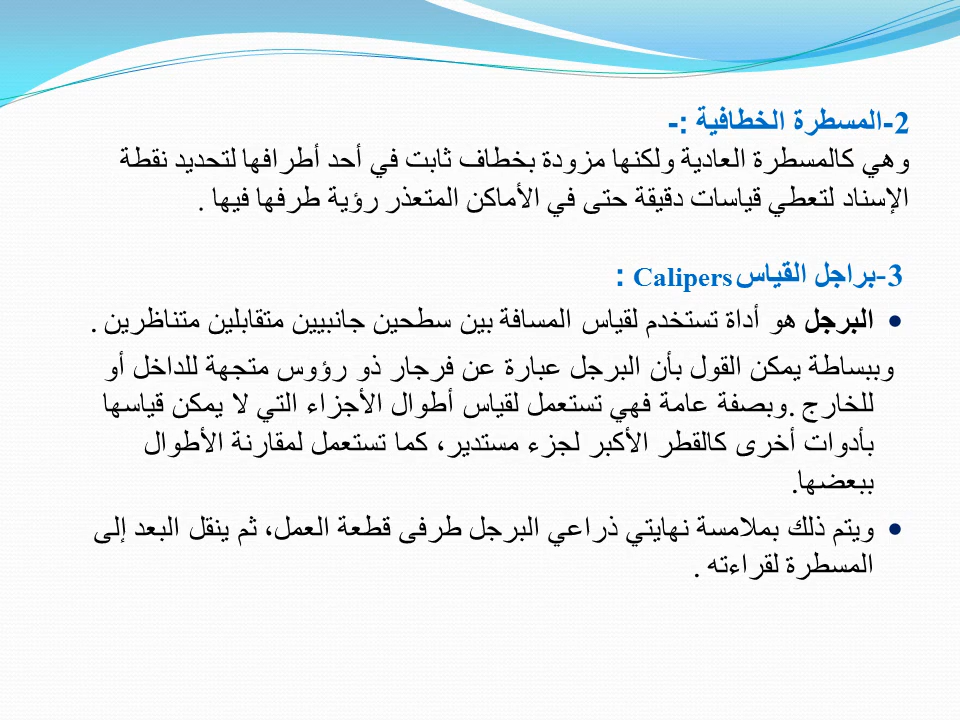 2-المسطرة الخطافية :-
وهي كالمسطرة العادية ولكنها مزودة بخطاف ثابت في أحد أطرافها لتحديد نقطة
الإسناد لتعطي قياسات دقيقة حتى في الأماكن المتعذر رؤية طرفها فيها .
3-براجل القياس Calipers :
• البرجل هو أداة تستخدم لقياس المسافة بين سطحين جانبيين متقابلين متناظرين .
وببساطة يمكن القول بأن البرجل عبارة عن فرجار ذو رؤوس متجهة للداخل أو
للخارج .وبصفة عامة فهي تستعمل لقياس أطوال الأجزاء التي لا يمكن قياسها
بأدوات أخرى كالقطر الأكبر لجزء مستدير، كما تستعمل لمقارنة الأطوال
ببعضها.
• ويتم ذلك بملامسة نهايتي ذراعي البرجل طرفى قطعة العمل، ثم ينقل البعد إلى
المسطرة لقراءته .